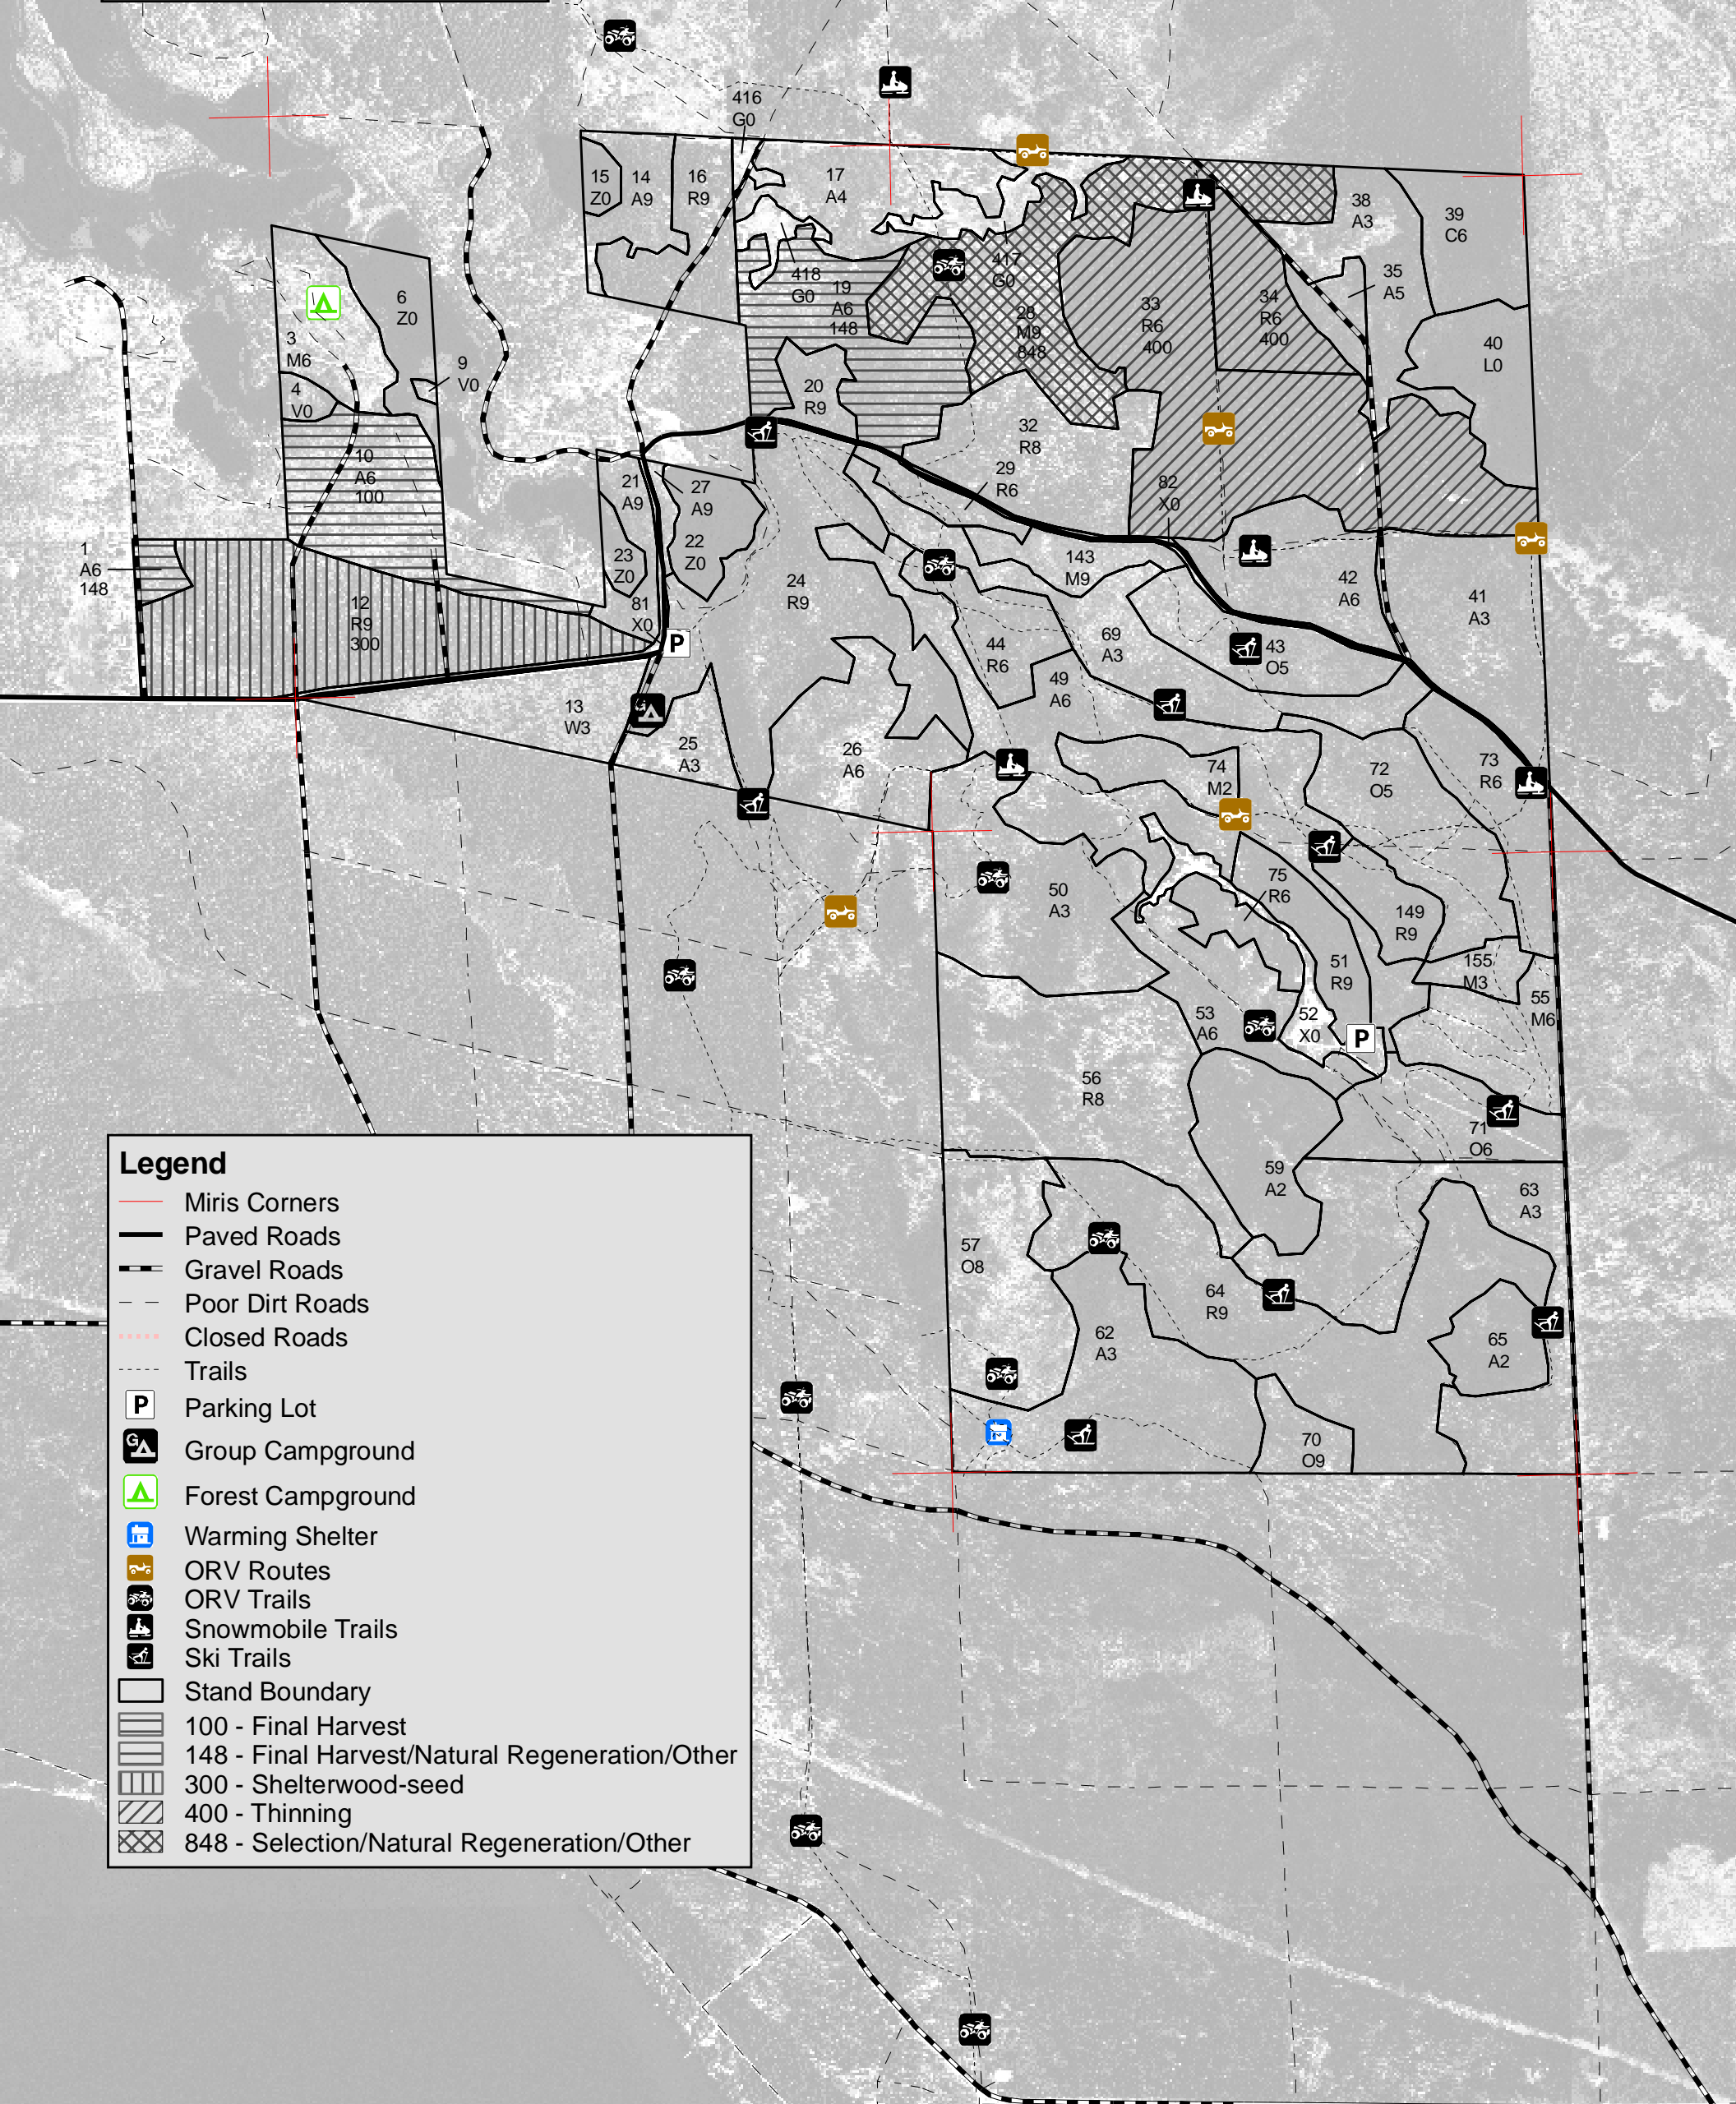 416
G0
15
Z0
14
A9
16
R9
17
A4
38
A3
39
C6
418
G0
417
G0
35
A5
19
A6
148
28
M9
848
33
R6
400
34
R6
400
40
L0
6
Z0
3
M6
4
V0
9
V0
20
R9
32
R8
29
R6
82
X0
10
A6
100
21
A9
27
A9
22
Z0
23
Z0
1
A6
148
12
R9
300
81
X0
P
24
R9
143
M9
42
A6
41
A3
44
R6
69
A3
43
O5
49
A6
13
W3
G
25
A3
26
A6
74
M2
72
O5
73
R6
50
A3
75
R6
149
R9
51
R9
155
M3
55
M6
53
A6
52
X0
P
56
R8
71
O6
59
A2
63
A3
57
O8
64
R9
62
A3
65
A2
70
O9
Legend
Miris Corners
Paved Roads
Gravel Roads
Poor Dirt Roads
Closed Roads
Trails
P Parking Lot
G Group Campground
Forest Campground
Warming Shelter
ORV Routes
ORV Trails
Snowmobile Trails
Ski Trails
Stand Boundary
100 - Final Harvest
148 - Final Harvest/Natural Regeneration/Other
300 - Shelterwood-seed
400 - Thinning
848 - Selection/Natural Regeneration/Other